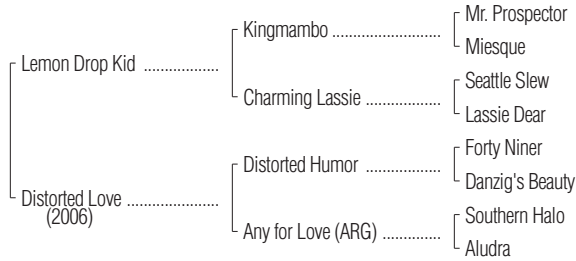 Mr. Prospector
Kingmambo ........................
Miesque
Lemon Drop Kid ..................
Seattle Slew
Charming Lassie .................
Lassie Dear
Forty Niner
Distorted Humor .................
Danzig's Beauty
Distorted Love .....................
(2006)
Southern Halo
Any for Love (ARG) .............
Aludra